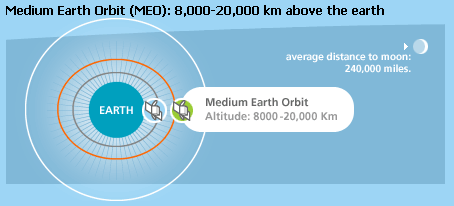 Medium Earth Orbit (MEO): 8,000-20,000 km above the earth
average distance to moon:
240,000 miles.
EARTH
Medium Earth Orbit
Altitude: 8000-20,000 Km